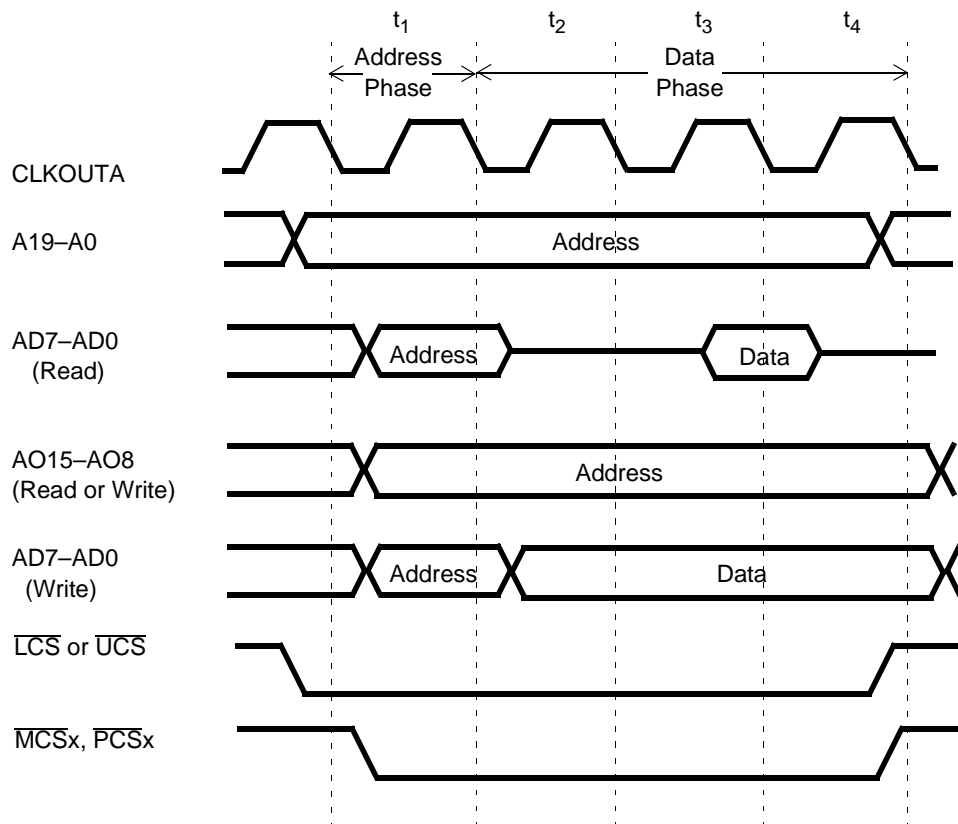 t1 t2 t3 t4
Address Data
Phase Phase
CLKOUTA
A19–A0 Address
AD7–AD0 Address Data
(Read)
AO15–AO8 Address
(Read or Write)
AD7–AD0 Address Data
(Write)
LCS or UCS
MCSx, PCSx